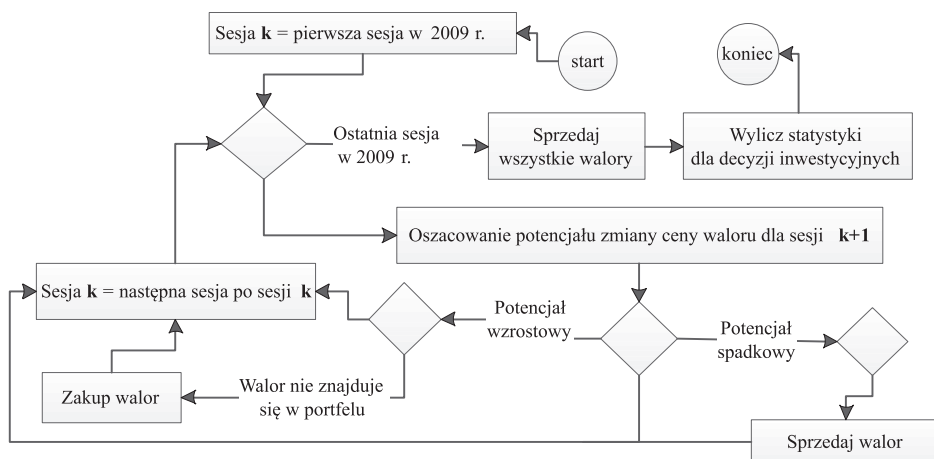 Sesja k = pierwsza sesja w 2009 r.
start
koniec
Ostatnia sesja
w 2009 r.
Sprzedaj
wszystkie walory
Wylicz statystyki
dla decyzji inwestycyjnych
Oszacowanie potencjału zmiany ceny waloru dla sesji k+1
Sesja k = następna sesja po sesji k
Potencjał
wzrostowy
Potencjał
spadkowy
Zakup walor
Walor nie znajduje
się w portfelu
Sprzedaj walor